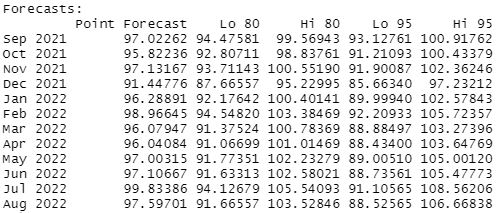 Forecasts:
Point Forecast Lo 80 Hi 80 Lo 95 Hi 95
Sep 2021 97.02262 94.47581 99.56943 93.12761 100.91762
Oct 2021 95.82236 92.80711 98.83761 91.21093 100.43379
Nov 2021 97.13167 93.71143 100.55190 91.90087 102.36246
Dec 2021 91.44776 87.66557 95.22995 85.66340 97.23212
Jan 2022 96.28891 92.17642 100.40141 89.99940 102.57843
Feb 2022 98.96645 94.54820 103.38469 92.20933 105.72357
Mar 2022 96.07947 91.37524 100.78369 88.88497 103.27396
Apr 2022 96.04084 91.06699 101.01469 88.43400 103.64769
May 2022 97.00315 91.77351 102.23279 89.00510 105.00120
Jun 2022 97.10667 91.63313 102.58021 88.73561 105.47773
Jul 2022 99.83386 94.12679 105.54093 91.10565 108.56206
Aug 2022 97.59701 91.66557 103.52846 88.52565 106.66838